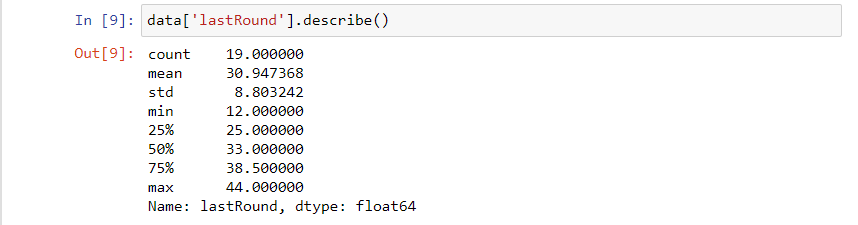 In [9]: data['lastRound'].describe()
Out[9]: count    19.000000
mean     30.947368
std       8.803242
min      12.000000
25%      25.000000
50%      33.000000
75%      38.500000
max      44.000000
Name: lastRound, dtype: float64